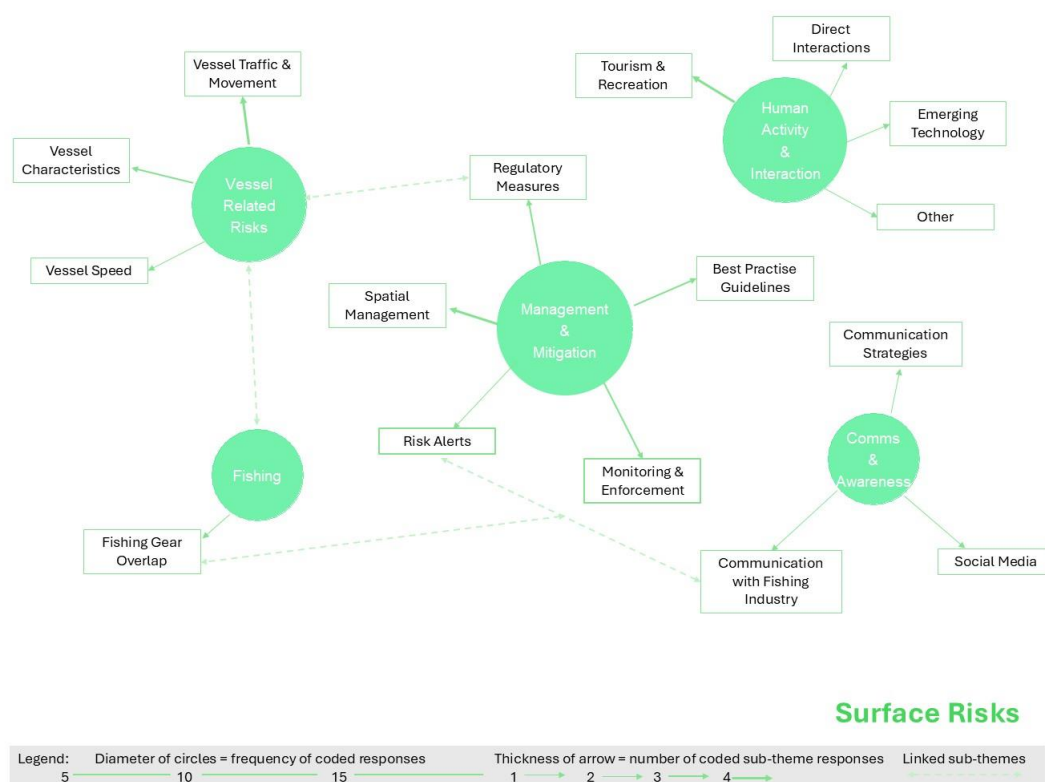 Direct
Interactions
Vessel Traffic &
Movement
Tourism &
Recreation
Human
Activity
&
Interaction
Emerging
Technology
Vessel
Characteristics
Vessel
Related
Risks
Regulatory
Measures
Other
Vessel Speed
Best Practise
Guidelines
Spatial
Management
Management
&
Mitigation
Communication
Strategies
Risk Alerts
Comms
&
Awareness
Monitoring &
Enforcement
Fishing
Fishing Gear
Overlap
Communication
with Fishing
Industry
Social Media
Surface Risks
Legend: Diameter of circles = frequency of coded responses Thickness of arrow = number of coded sub-theme responses Linked sub-themes
5 10 15 1 2 3 4